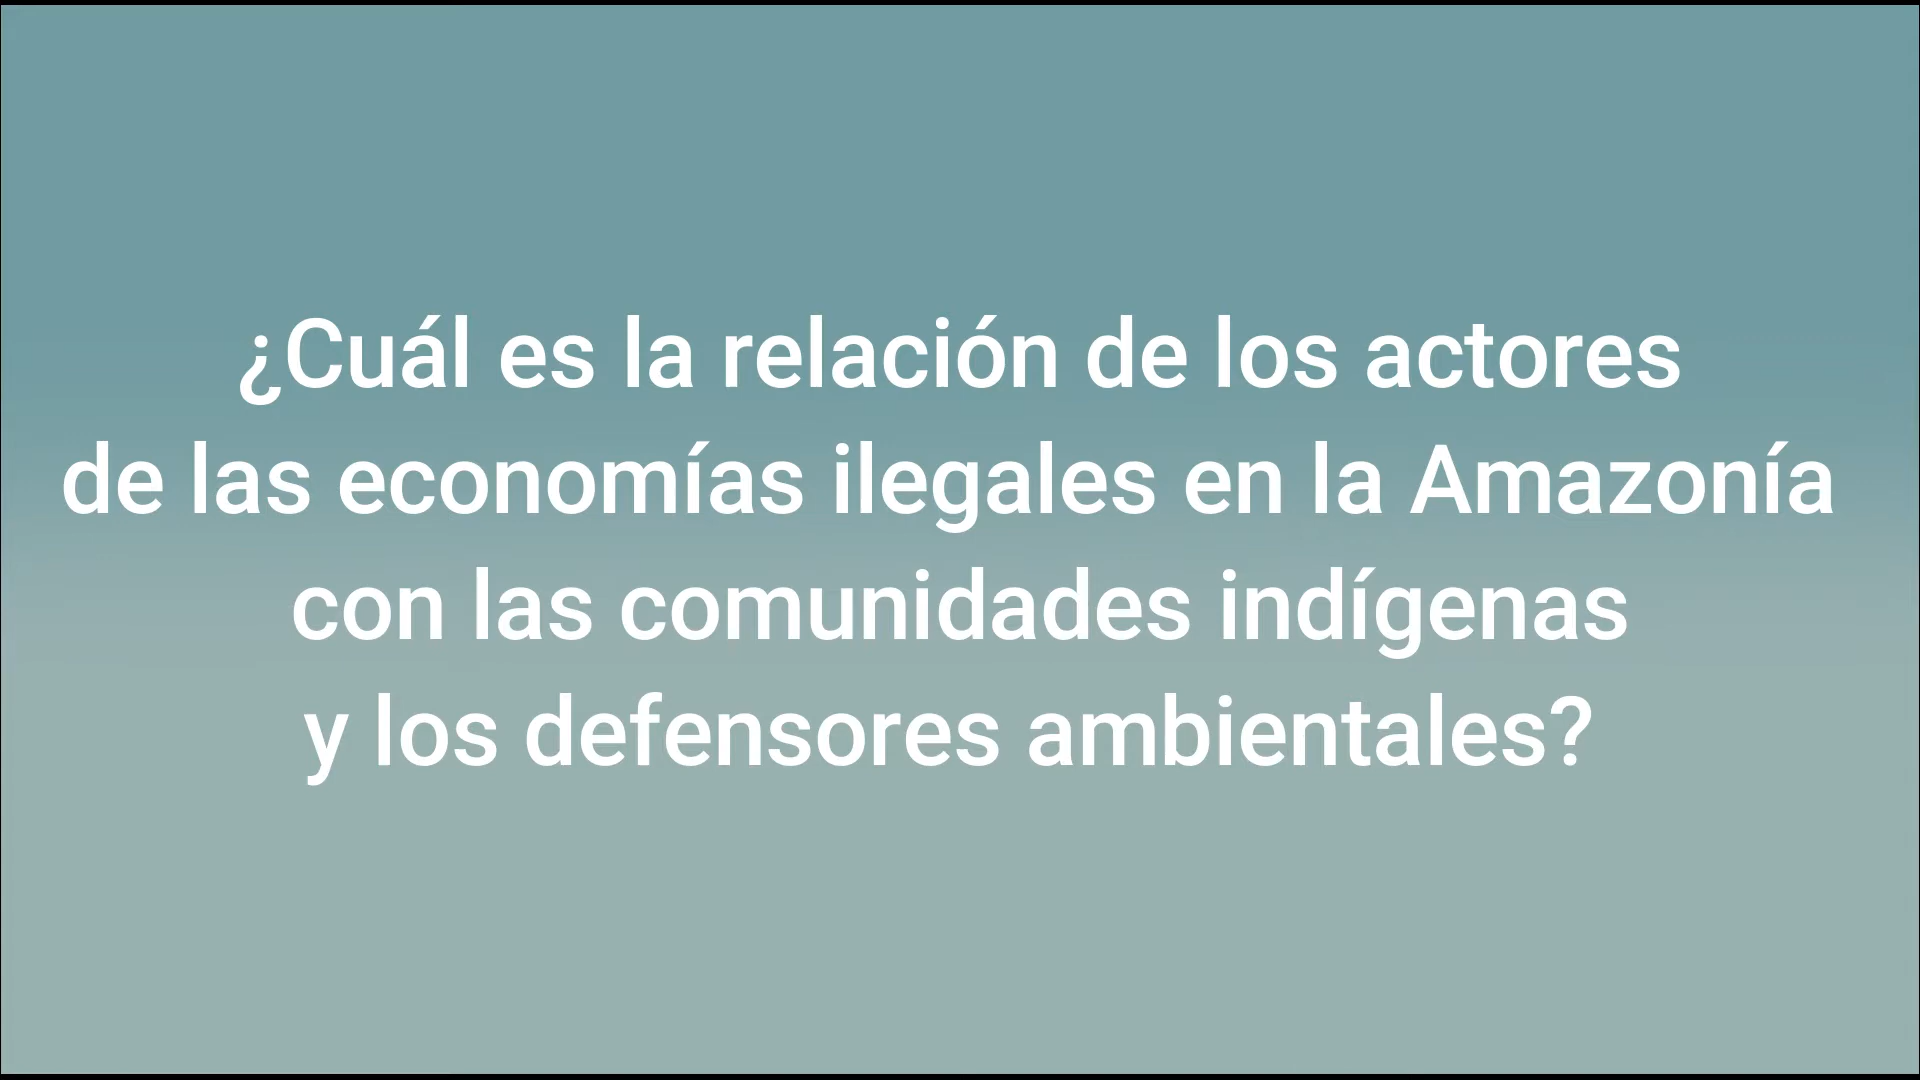 ¿Cuál es la relación de los actores
de las economías ilegales en la Amazonía
con las comunidades indígenas
y los defensores ambientales?